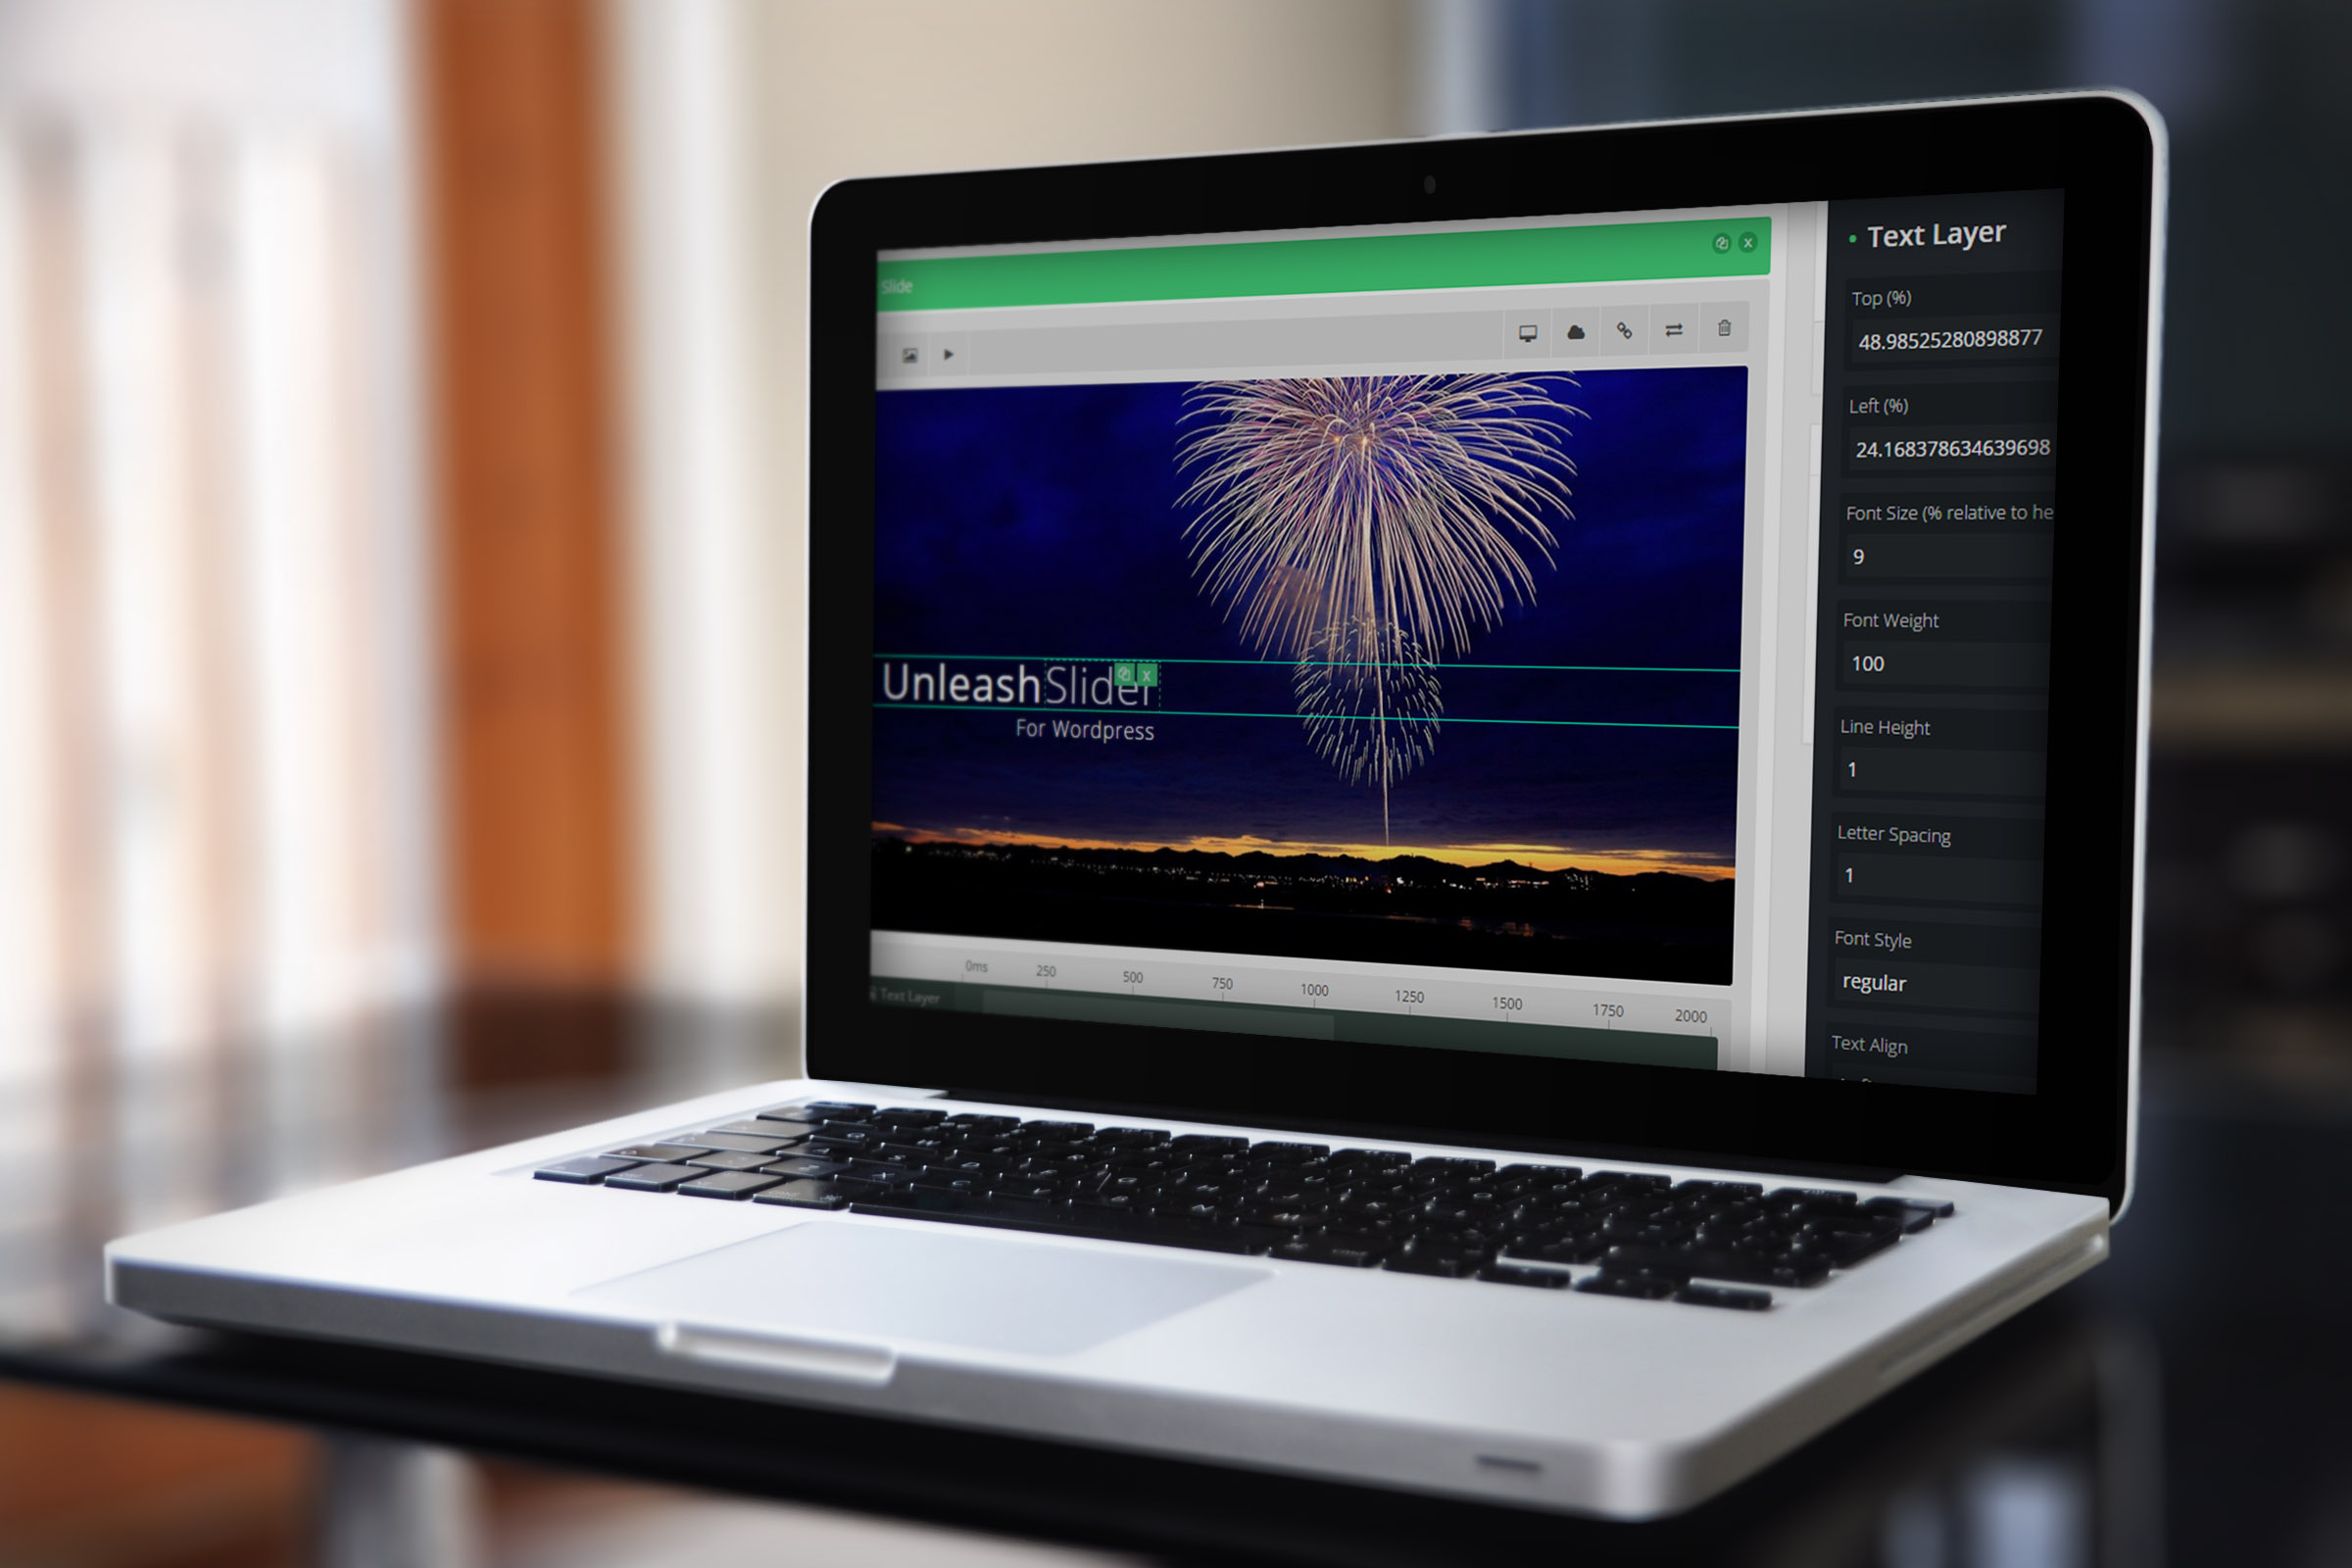 Slide
UnleashSlider
For Wordpress
0ms 250 500 750 1000 1250 1500 1750 2000
Text Layer
Text Layer
Top (%)
48.98525280898877
Left (%)
24.168378634639698
Font Size (% relative to he
9
Font Weight
100
Line Height
1
Letter Spacing
1
Font Style
regular
Text Align